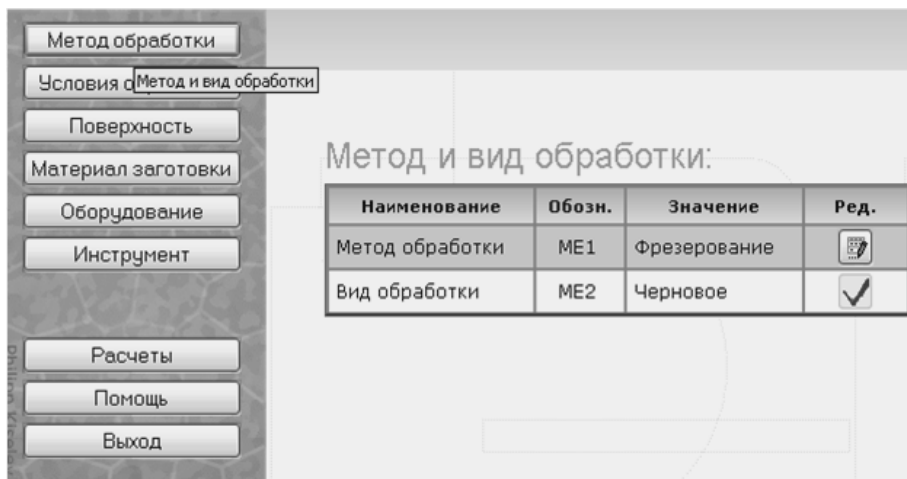 Метод обработки
Условия о
Метод и вид обработки
Поверхность
Материал заготовки
Оборудование
Инструмент
Расчеты
Помощь
Выход
Метод и вид обработки:
Наименование Обозн. Значение Ред.
Метод обработки ME1 Фрезерование
Вид обработки ME2 Черновое